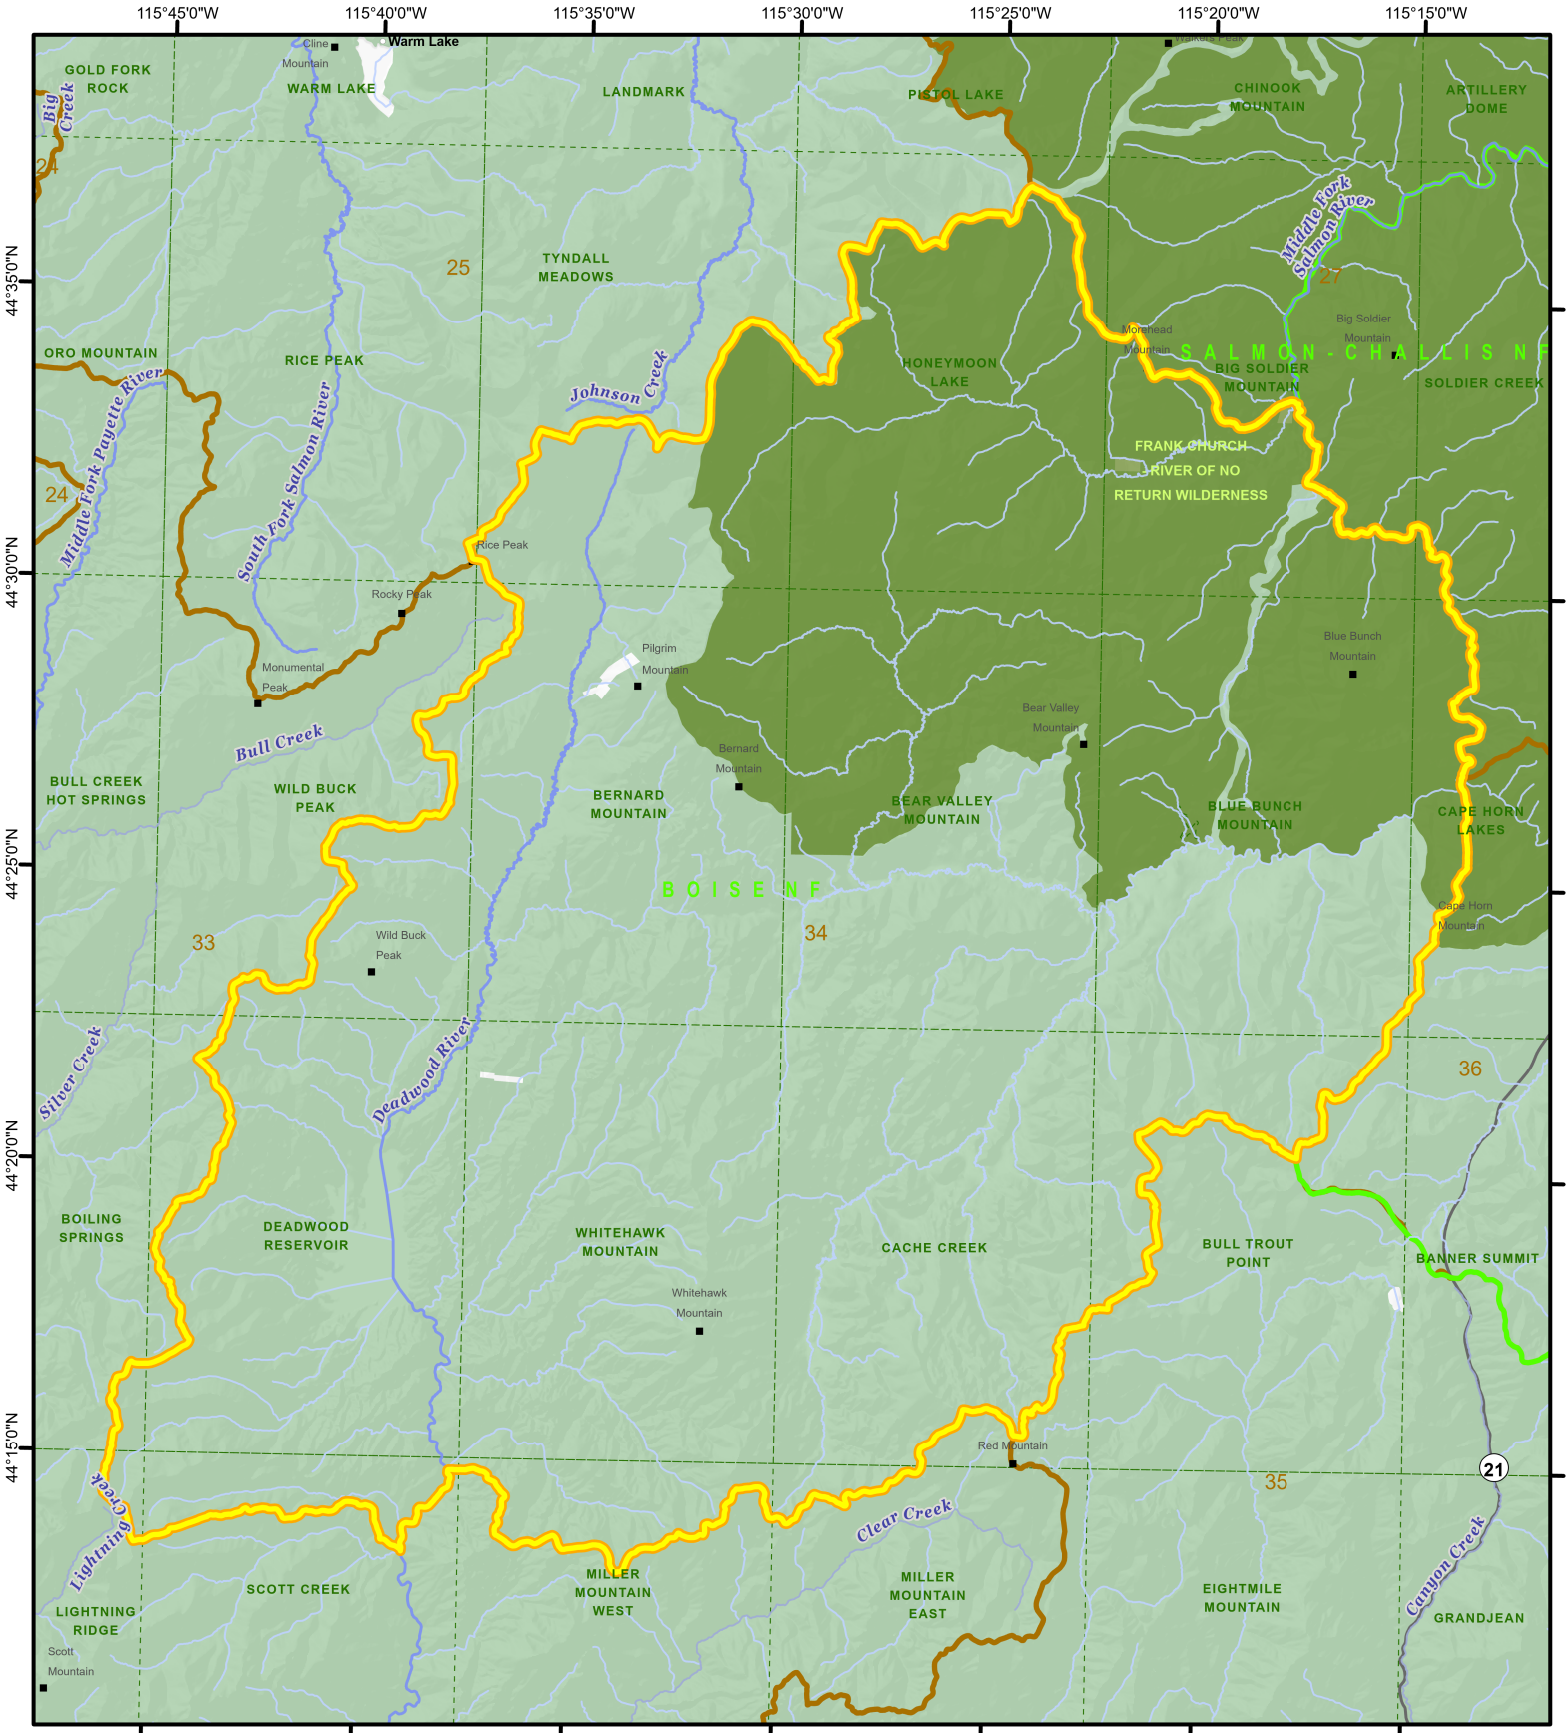 115°45'0"W
115°40'0"W
115°35'0"W
115°30'0"W
115°25'0"W
115°20'0"W
115°15'0"W
Cline
Mountain
Warm Lake
Walkers Peak
GOLD FORK
ROCK
Big
Creek
WARM LAKE
LANDMARK
PISTOL LAKE
CHINOOK
MOUNTAIN
ARTILLERY
DOME
24
Middle Fork
Salmon River
25
TYNDALL
MEADOWS
27
44°35'0"N
Big Soldier
Mountain
Morehead
Mountain
SALMON-CHALLIS NF
ORO MOUNTAIN
RICE PEAK
HONEYMOON
LAKE
BIG SOLDIER
MOUNTAIN
SOLDIER CREEK
Johnson Creek
Middle Fork Payette River
South Fork Salmon River
FRANK CHURCH
-RIVER OF NO
RETURN WILDERNESS
24
Rice Peak
44°30'0"N
Rocky Peak
Monumental
Peak
Pilgrim
Mountain
Blue Bunch
Mountain
Bear Valley
Mountain
Bull Creek
Bernard
Mountain
BULL CREEK
HOT SPRINGS
WILD BUCK
PEAK
BERNARD
MOUNTAIN
BEAR VALLEY
MOUNTAIN
BLUE BUNCH
MOUNTAIN
CAPE HORN
LAKES
44°25'0"N
BOISE NF
Cape Horn
Mountain
33
Wild Buck
Peak
34
Silver Creek
Deadwood River
36
44°20'0"N
BOILING
SPRINGS
DEADWOOD
RESERVOIR
WHITEHAWK
MOUNTAIN
CACHE CREEK
BULL TROUT
POINT
BANNER SUMMIT
Whitehawk
Mountain
44°15'0"N
Red Mountain
21
35
Lightning Creek
Clear Creek
Canyon Creek
SCOTT CREEK
MILLER
MOUNTAIN
WEST
MILLER
MOUNTAIN
EAST
EIGHTMILE
MOUNTAIN
LIGHTNING
RIDGE
GRANDJEAN
Scott
Mountain